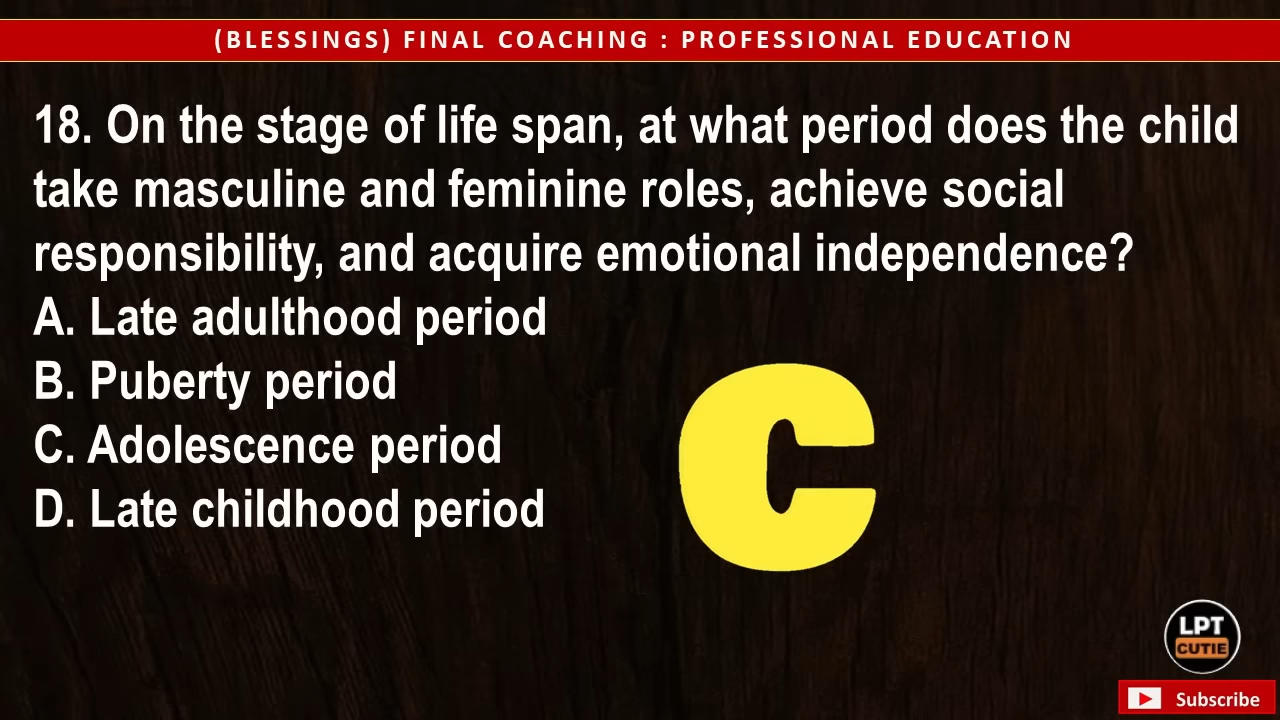 (BLESSINGS) FINAL COACHING : PROFESSIONAL EDUCATION
18. On the stage of life span, at what period does the child
take masculine and feminine roles, achieve social
responsibility, and acquire emotional independence?
A. Late adulthood period
B. Puberty period
C. Adolescence period
D. Late childhood period
C
LPT
CUTIE
Subscribe